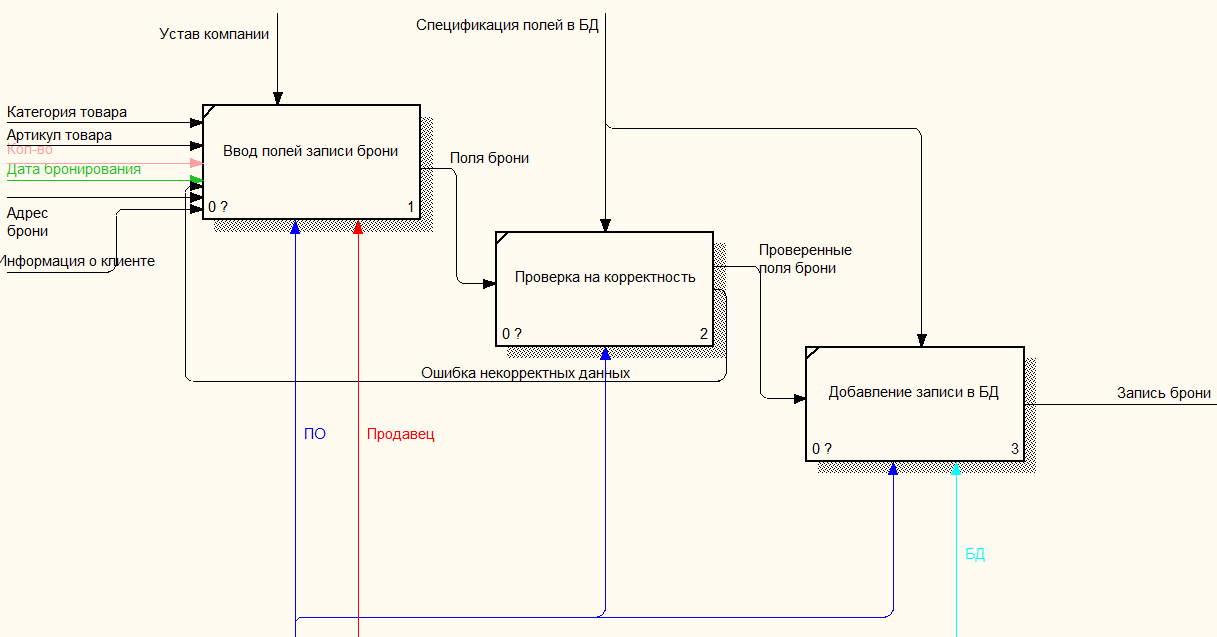 Устав компании
Спецификация полей в БД
Категория товара
Артикул товара
Кол-во
Дата бронирования
Адрес
брони
Информация о клиенте
Ввод полей записи брони
0 ?
1
Поля брони
Проверка на корректность
0 ?
2
Проверенные
поля брони
Ошибка некорректных данных
Добавление записи в БД
0 ?
3
Запись брони
ПО
Продавец
БД